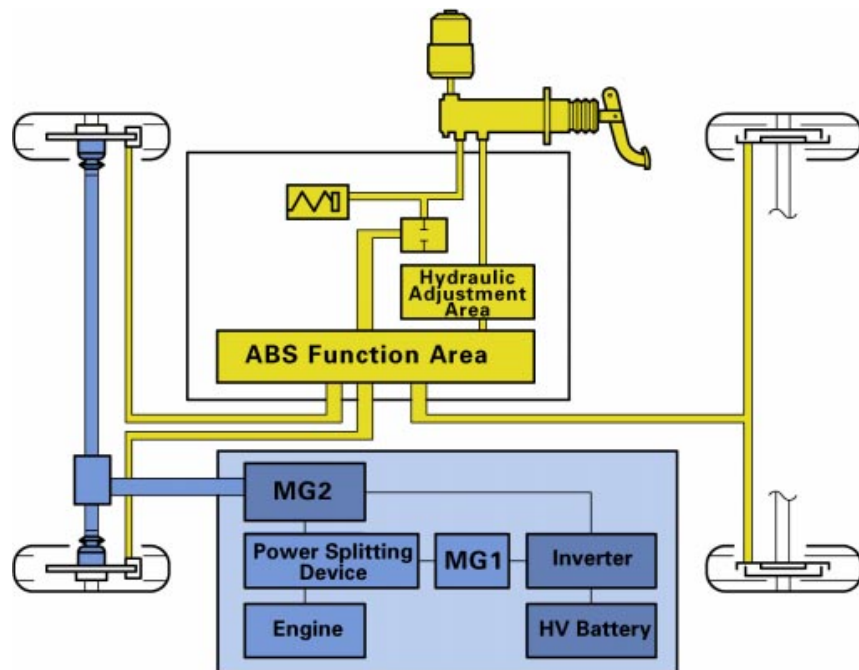 Hydraulic
Adjustment
Area
ABS Function Area
MG2
Power Splitting
Device
MG1
Inverter
Engine
HV Battery